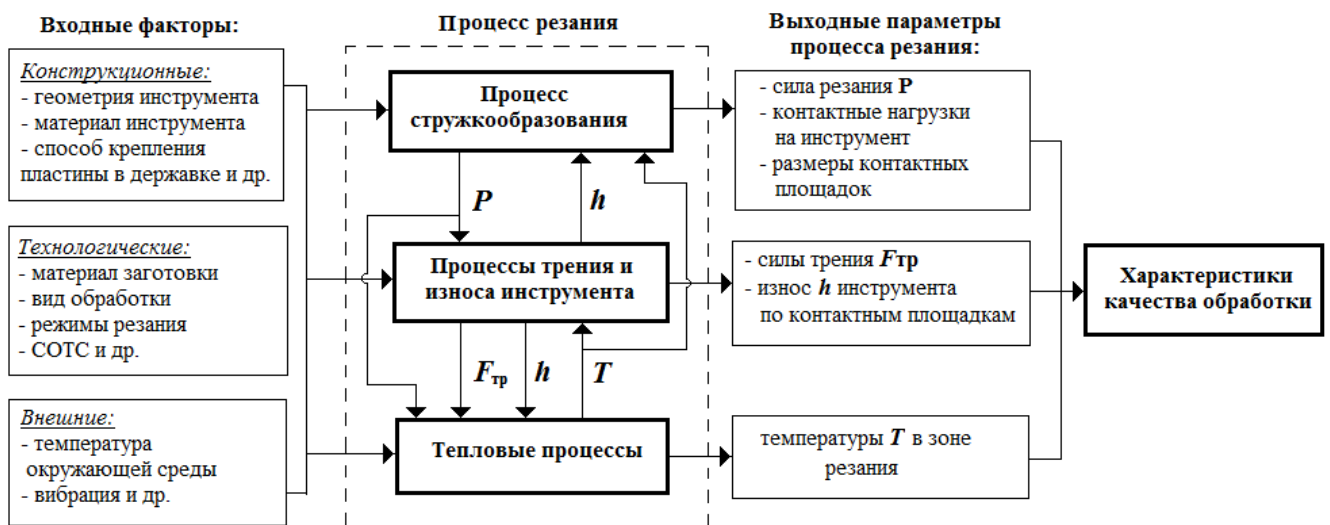 Входные факторы:
Конструкционные:
- геометрия инструмента
- материал инструмента
- способ крепления
пластины в державке и др.
Технологические:
- материал заготовки
- вид обработки
- режимы резания
- СОТС и др.
Внешние:
- температура
окружающей среды
- вибрация и др.
Процесс резания
Процесс
стружкообразования
P
h
Процессы трения и
износа инструмента
Fтр
h
T
Тепловые процессы
Выходные параметры
процесса резания:
- сила резания P
- контактные нагрузки
на инструмент
- размеры контактных
площадок
- силы трения Fтр
- износ h инструмента
по контактным площадкам
температуры T в зоне
резания
Характеристики
качества обработки